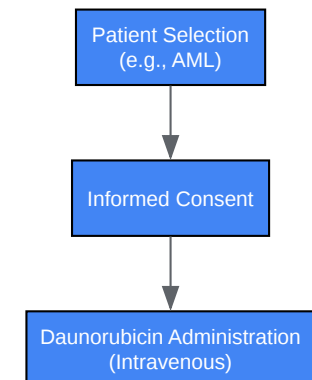 Patient Selection
(e.g., AML)
Informed Consent
Daunorubicin Administration
(Intravenous)